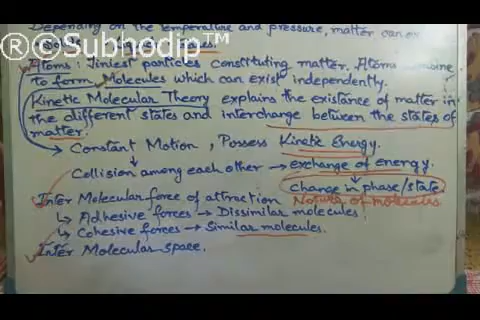 Depending on the temperature and pressure, matter can ex
®©Subhodip™
Atoms: Tiniest particles constituting matter. Atoms combine
to form Molecules which can exist independently.
Kinetic Molecular Theory explains the existance of matter in
the different states and interchange between the states of
matter.
Constant Motion, Possess Kinetic Energy.
Collision among each other → exchange of energy.
Change in phase/state
Inter Molecular force of attraction Nature of molecules
↳ Adhesive forces → Dissimilar molecules
↳ Cohesive forces → Similar molecules.
Inter Molecular space.